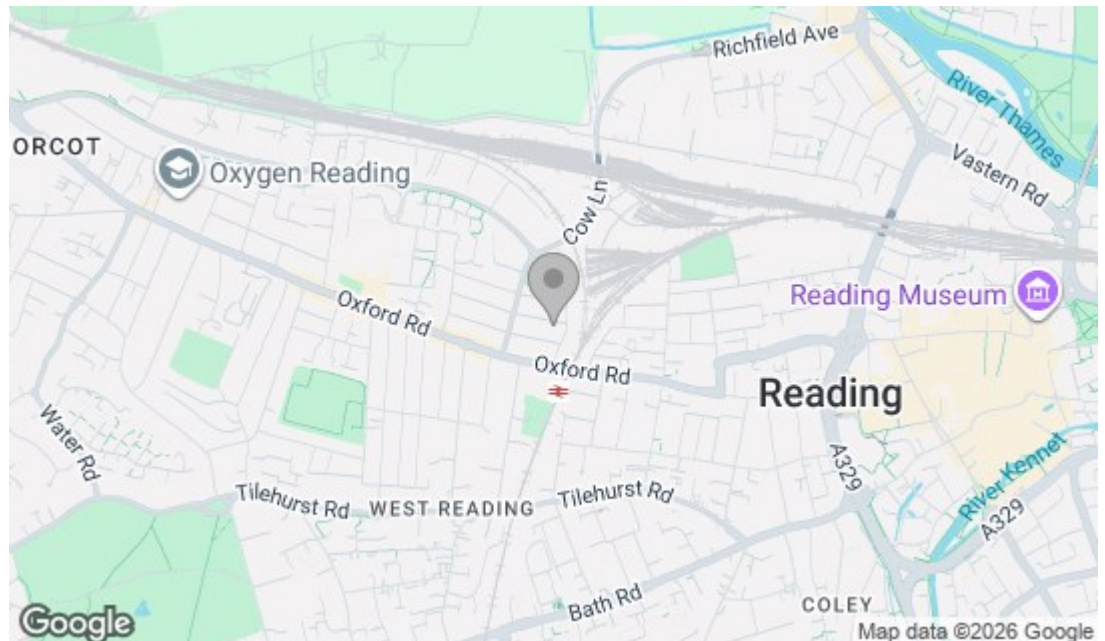 Richfield Ave
River Thames
ORCOT
Oxygen Reading
Vastern Rd
Cow Ln
Reading Museum
Oxford Rd
Oxford Rd
Reading
Water Rd
A329
River Kennet
Tilehurst Rd
WEST READING
Tilehurst Rd
A329
Bath Rd
COLEY
Google
Map data ©2026 Google